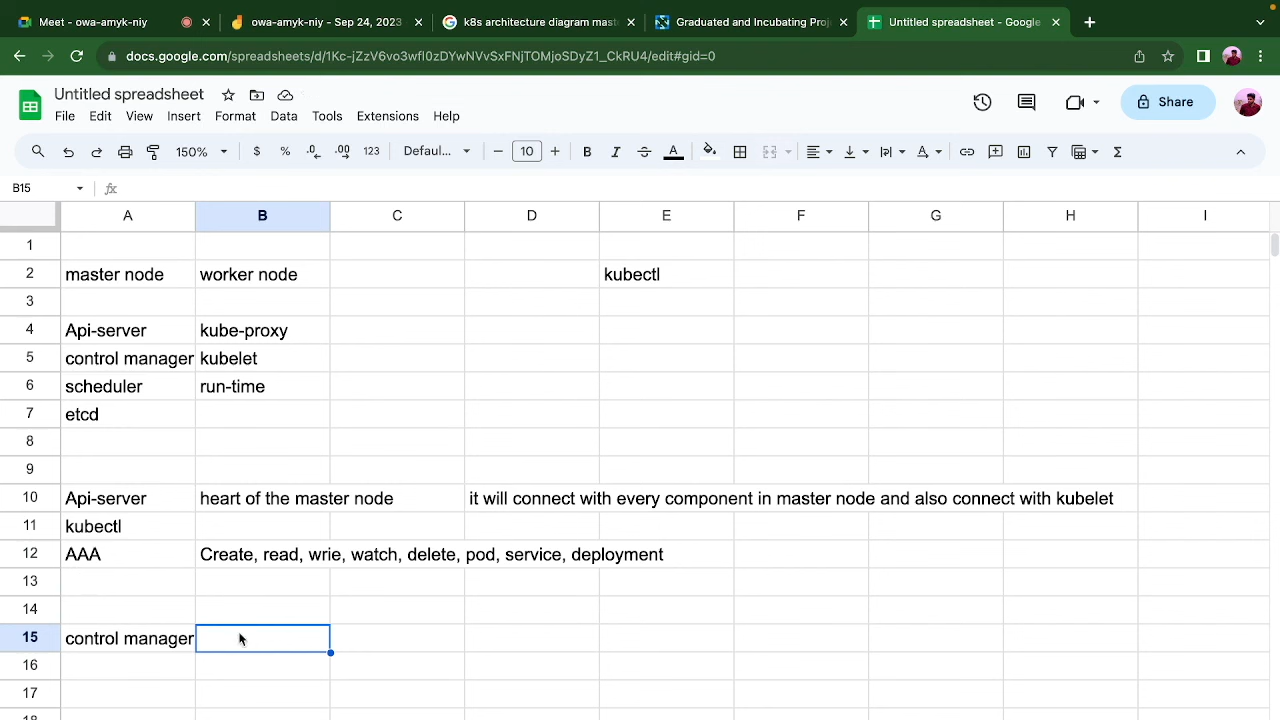 Meet - owa-amyk-niy
owa-amyk-niy - Sep 24, 2023
k8s architecture diagram mast
Graduated and Incubating Proj
Untitled spreadsheet - Google
docs.google.com/spreadsheets/d/1Kc-jZzV6vo3wfl0zDYwNVvSxFNjTOMjoSDyZ1_CkRU4/edit#gid=0
Untitled spreadsheet
Share
File Edit View Insert Format Data Tools Extensions Help
150% $ % .0 .00 123 Defaul... 10 B I A
B15 fx
A B C D E F G H I
1
2 master node worker node kubectl
3
4 Api-server kube-proxy
5 control manager kubelet
6 scheduler run-time
7 etcd
8
9
10 Api-server heart of the master node it will connect with every component in master node and also connect with kubelet
11 kubectl
12 AAA Create, read, wrie, watch, delete, pod, service, deployment
13
14
15 control manager
16
17
18